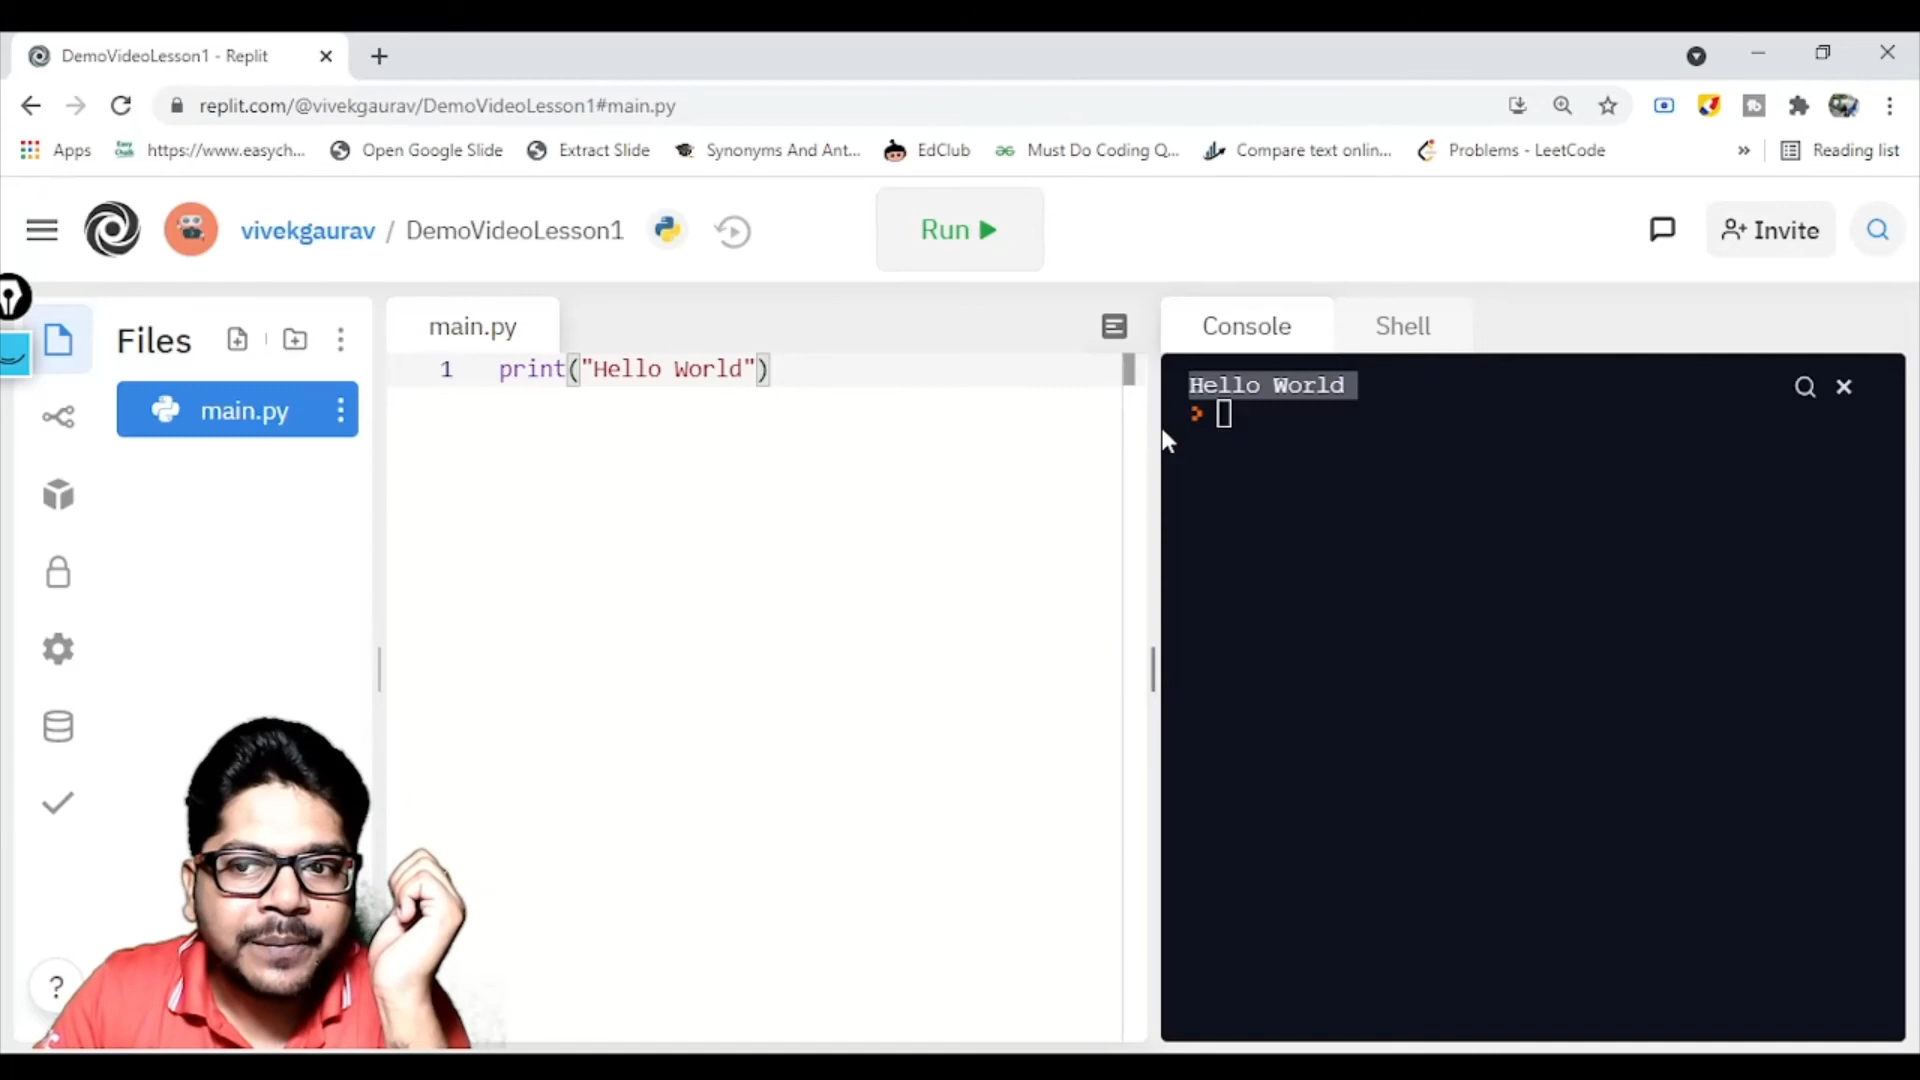 DemoVideoLesson1 - Replit
replit.com/@vivekgaurav/DemoVideoLesson1#main.py
Apps https://www.easych... Open Google Slide Extract Slide Synonyms And Ant... EdClub Must Do Coding Q... Compare text onlin... Problems - LeetCode » Reading list
vivekgaurav / DemoVideoLesson1 Run Invite
Files main.py Console Shell
main.py
1 print("Hello World")
Hello World
>
?